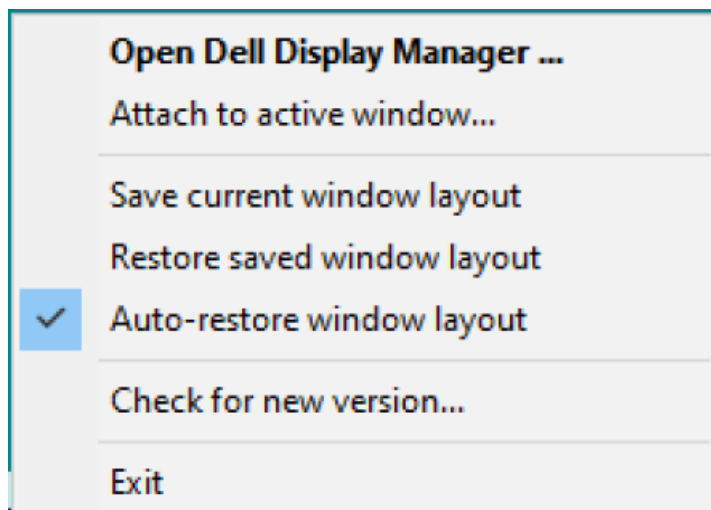 Open Dell Display Manager ...
Attach to active window...
Save current window layout
Restore saved window layout
Auto-restore window layout
Check for new version...
Exit